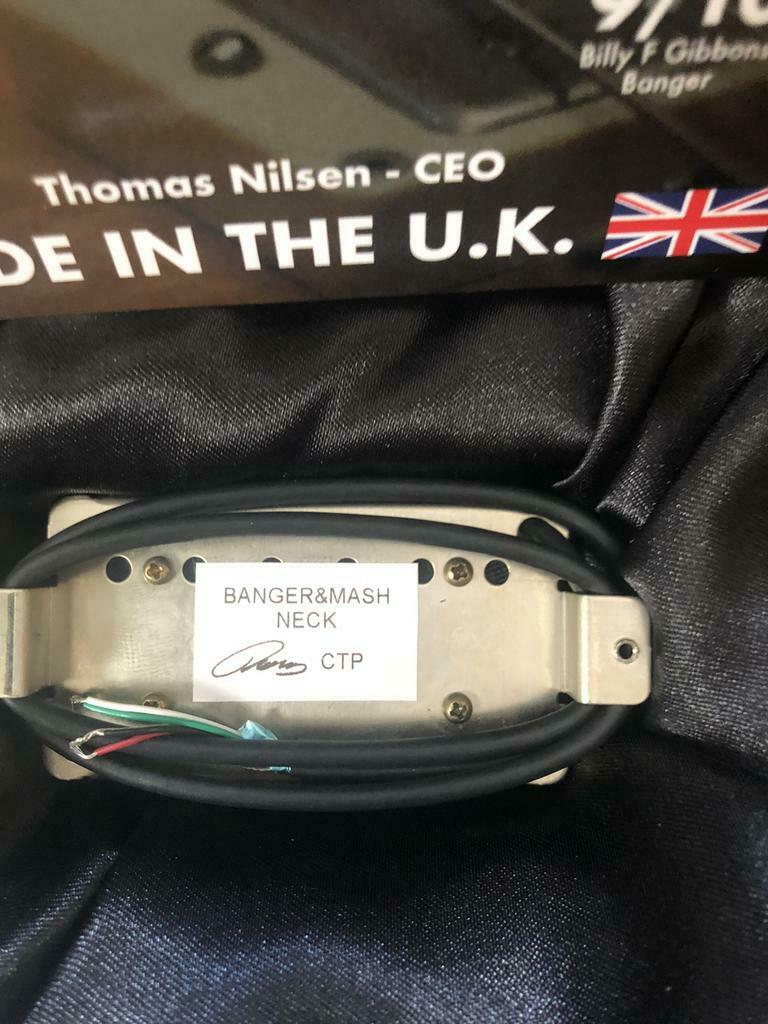 Billy F Gibbons
Banger
Thomas Nilsen - CEO
DE IN THE U.K.
BANGER&MASH
NECK
CTP